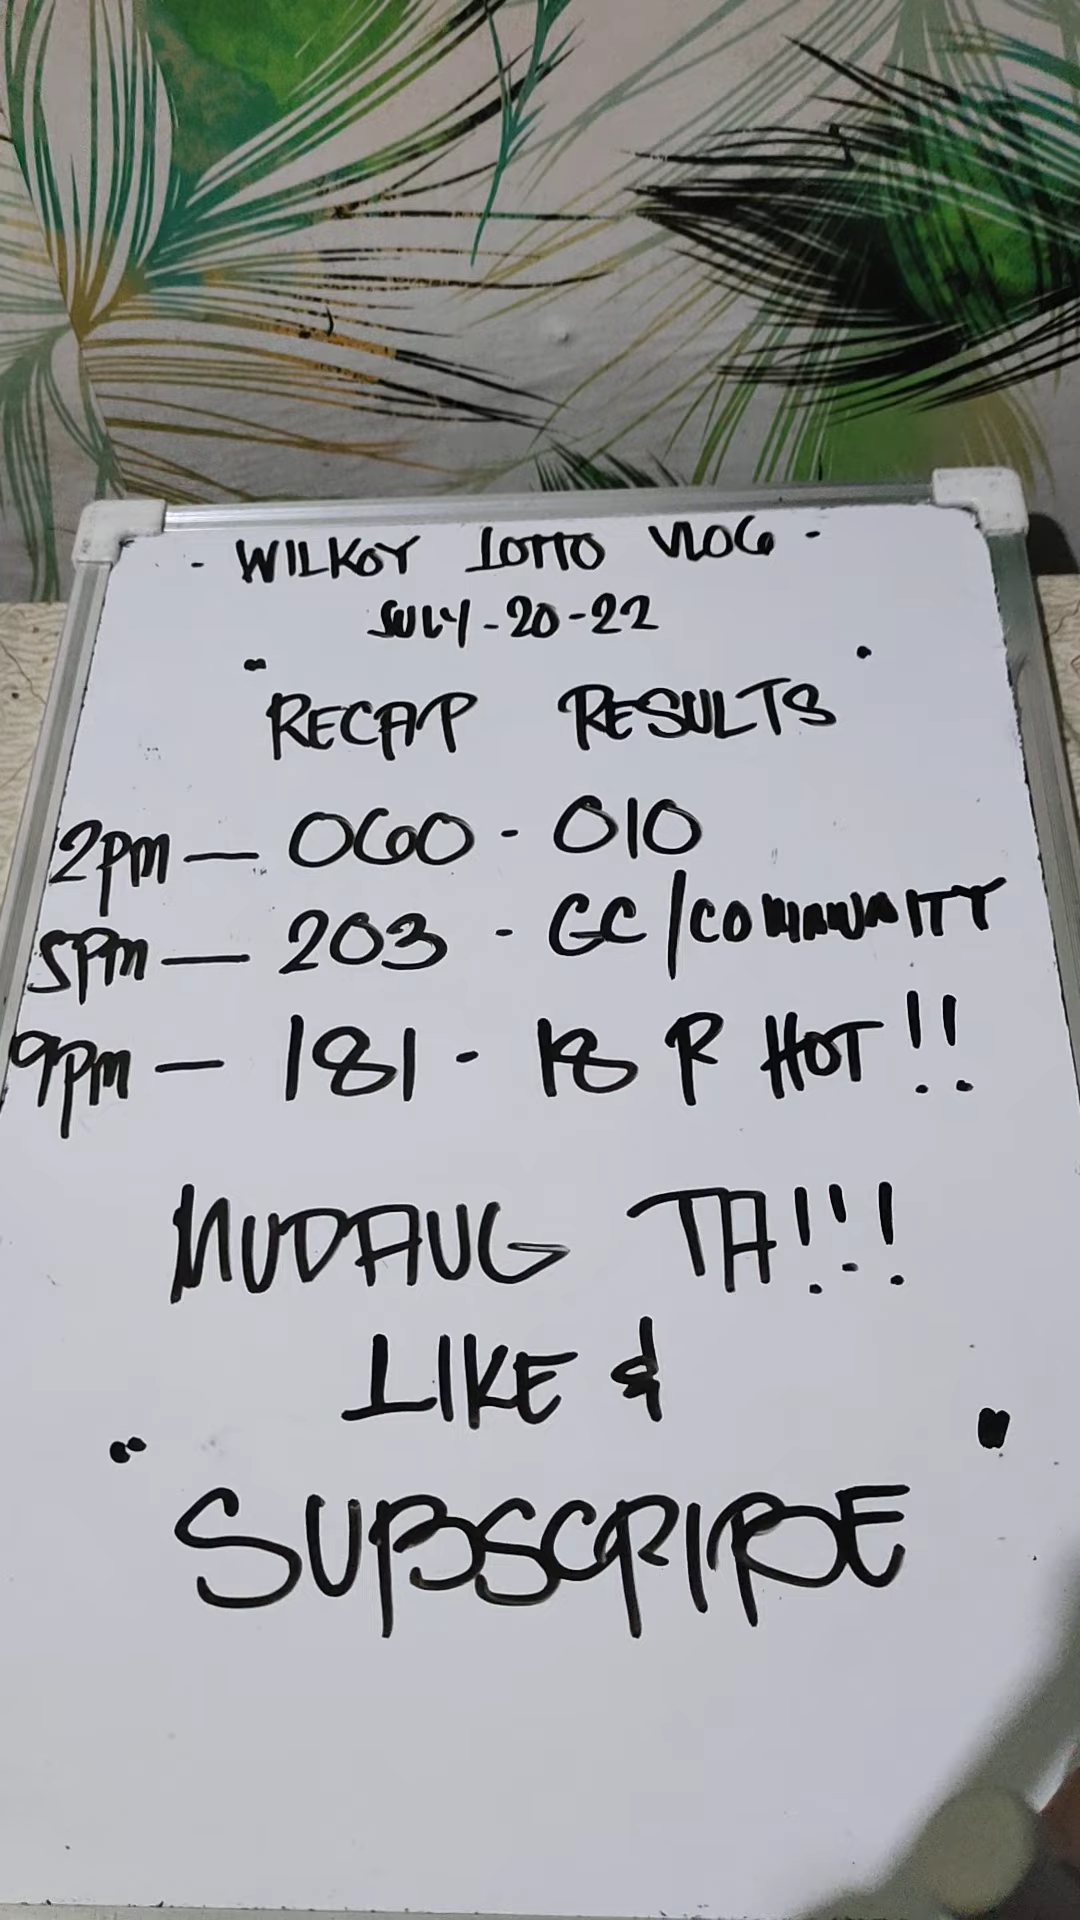 - WILKOY LOTTO VLOG -
JULY-20-22
" RECAP RESULTS "
2pm — 060 - 010
5pm — 203 - GC/COMMUNITY
9pm — 181 - 18 R HOT!!
MUDAUG TA!!!
LIKE &
" SUBSCRIBE "